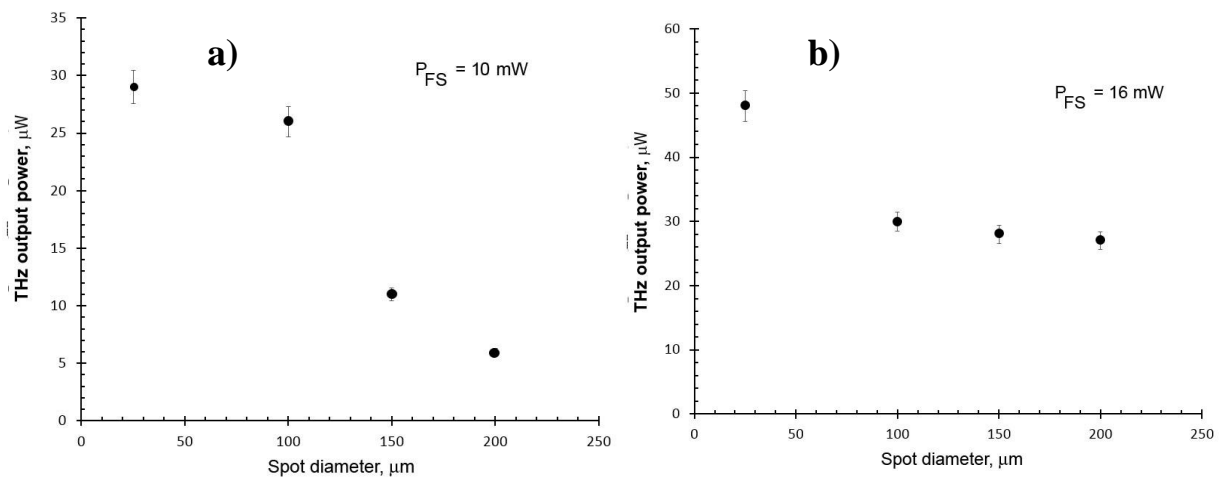 a)
P_FS = 10 mW
35
30
25
20
15
10
5
0
THz output power, μW
0 50 100 150 200 250
Spot diameter, μm
b)
P_FS = 16 mW
60
50
40
30
20
10
0
THz output power, μW
0 50 100 150 200 250
Spot diameter, μm